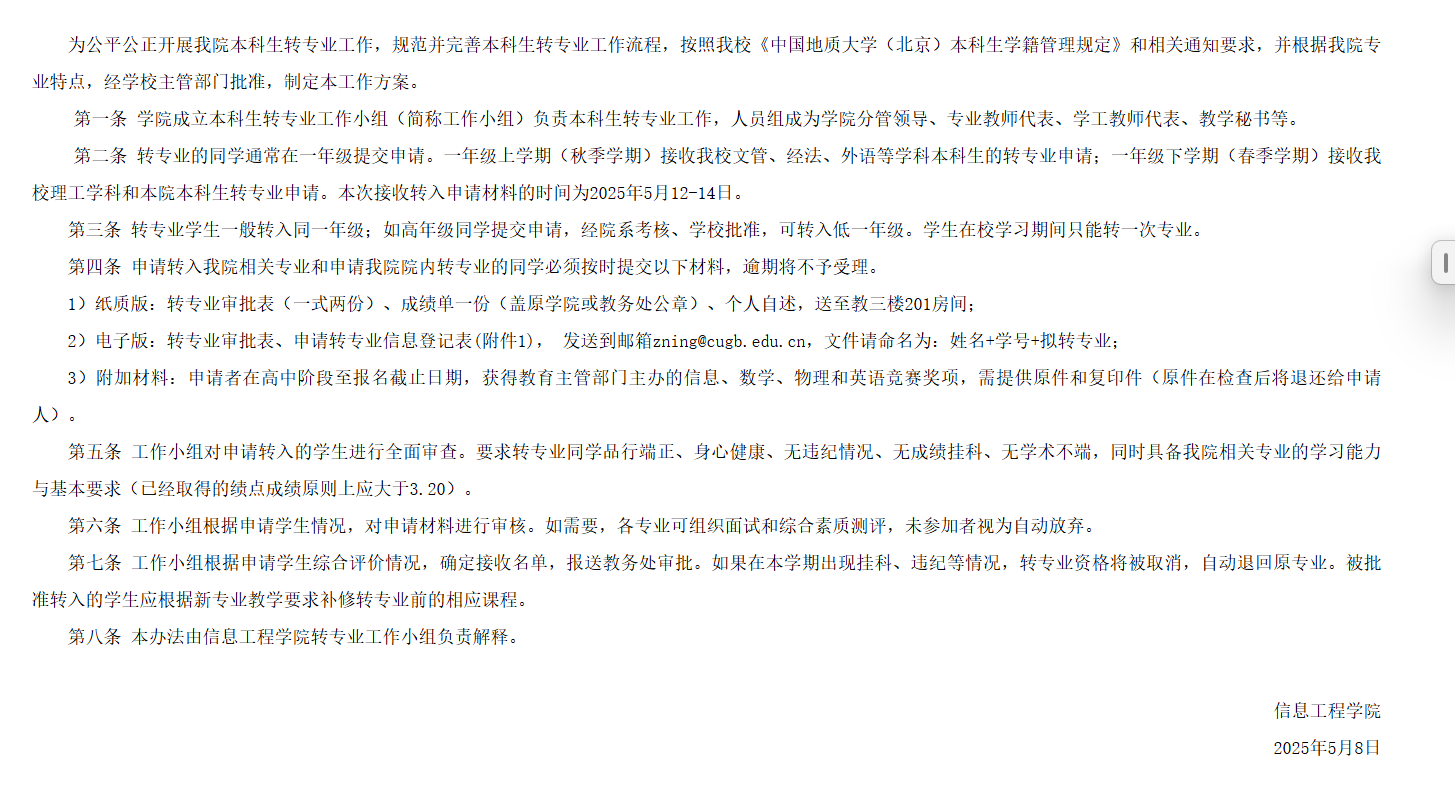 为公平公正开展我院本科生转专业工作，规范并完善本科生转专业工作流程，按照我校《中国地质大学（北京）本科生学籍管理规定》和相关通知要求，并根据我院专
业特点，经学校主管部门批准，制定本工作方案。
第一条 学院成立本科生转专业工作小组（简称工作小组）负责本科生转专业工作，人员组成为学院分管领导、专业教师代表、学工教师代表、教学秘书等。
第二条 转专业的同学通常在一年级提交申请。一年级上学期（秋季学期）接收我校文管、经法、外语等学科本科生的转专业申请；一年级下学期（春季学期）接收我
校理工学科和本院本科生转专业申请。本次接收转入申请材料的时间为2025年5月12-14日。
第三条 转专业学生一般转入同一年级；如高年级同学提交申请，经院系考核、学校批准，可转入低一年级。学生在校学习期间只能转一次专业。
第四条 申请转入我院相关专业和申请我院院内转专业的同学必须按时提交以下材料，逾期将不予受理。
1）纸质版：转专业审批表（一式两份）、成绩单一份（盖原学院或教务处公章）、个人自述，送至教三楼201房间；
2）电子版：转专业审批表、申请转专业信息登记表(附件1)， 发送到邮箱zning@cugb.edu.cn，文件请命名为：姓名+学号+拟转专业；
3）附加材料：申请者在高中阶段至报名截止日期，获得教育主管部门主办的信息、数学、物理和英语竞赛奖项，需提供原件和复印件（原件在检查后将退还给申请
人）。
第五条 工作小组对申请转入的学生进行全面审查。要求转专业同学品行端正、身心健康、无违纪情况、无成绩挂科、无学术不端，同时具备我院相关专业的学习能力
与基本要求（已经取得的绩点成绩原则上应大于3.20）。
第六条 工作小组根据申请学生情况，对申请材料进行审核。如需要，各专业可组织面试和综合素质测评，未参加者视为自动放弃。
第七条 工作小组根据申请学生综合评价情况，确定接收名单，报送教务处审批。如果在本学期出现挂科、违纪等情况，转专业资格将被取消，自动退回原专业。被批
准转入的学生应根据新专业教学要求补修转专业前的相应课程。
第八条 本办法由信息工程学院转专业工作小组负责解释。
信息工程学院
2025年5月8日